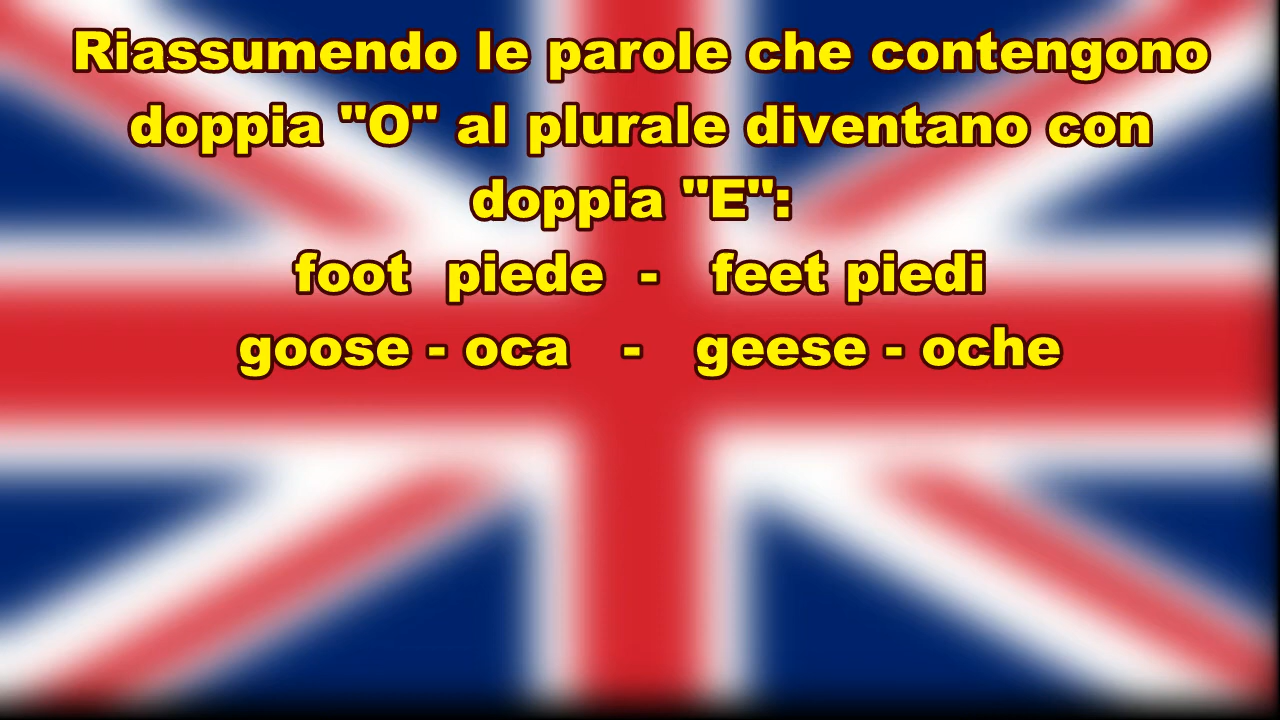 Riassumendo le parole che contengono
doppia "O" al plurale diventano con
doppia "E":
foot piede - feet piedi
goose - oca - geese - oche